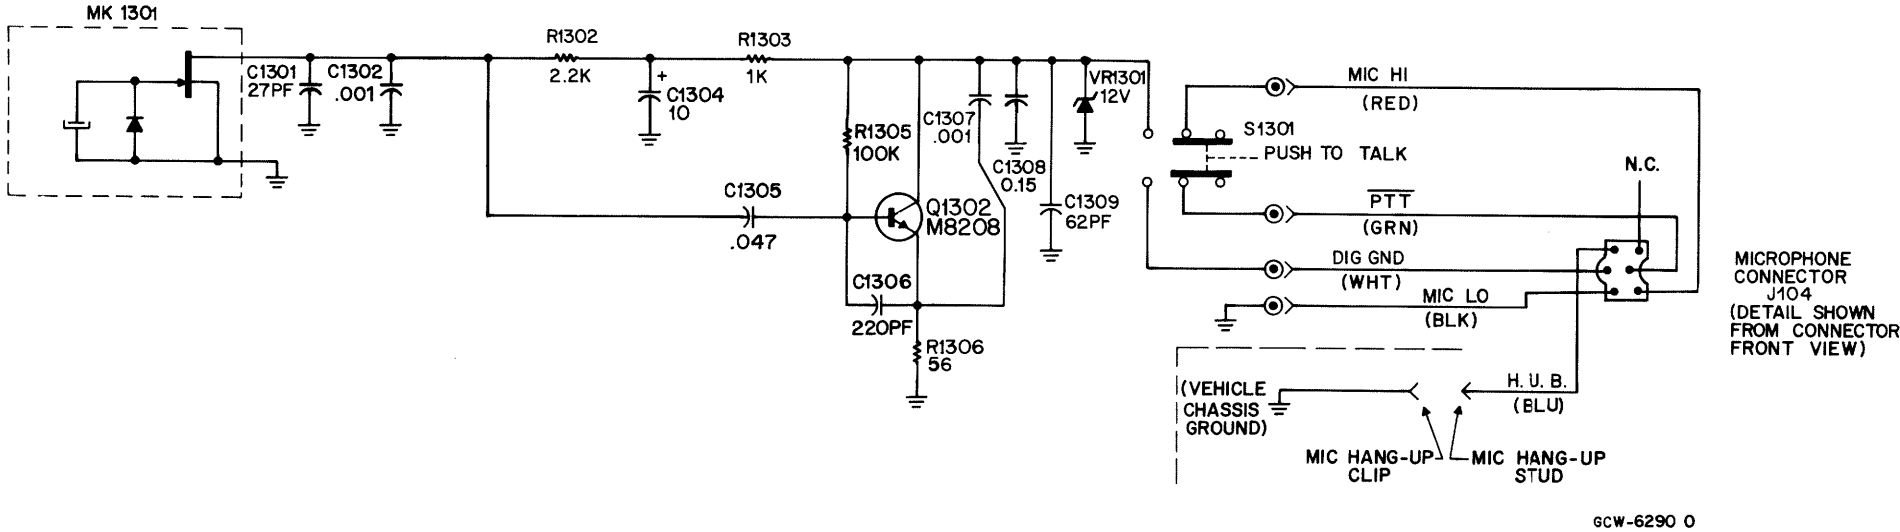 MK 1301
C1301
27PF
C1302
.001
R1302
2.2K
+
C1304
10
R1303
1K
R1305
100K
C1305
.047
Q1302
M8208
C1306
220PF
R1306
56
C1307
.001
C1308
0.15
C1309
62PF
VR1301
12V
S1301
PUSH TO TALK
MIC HI
(RED)
PTT
(GRN)
DIG GND
(WHT)
MIC LO
(BLK)
N.C.
MICROPHONE
CONNECTOR
J104
(DETAIL SHOWN
FROM CONNECTOR
FRONT VIEW)
(VEHICLE
CHASSIS
GROUND)
H. U. B.
(BLU)
MIC HANG-UP
CLIP
MIC HANG-UP
STUD
GCW-6290 O